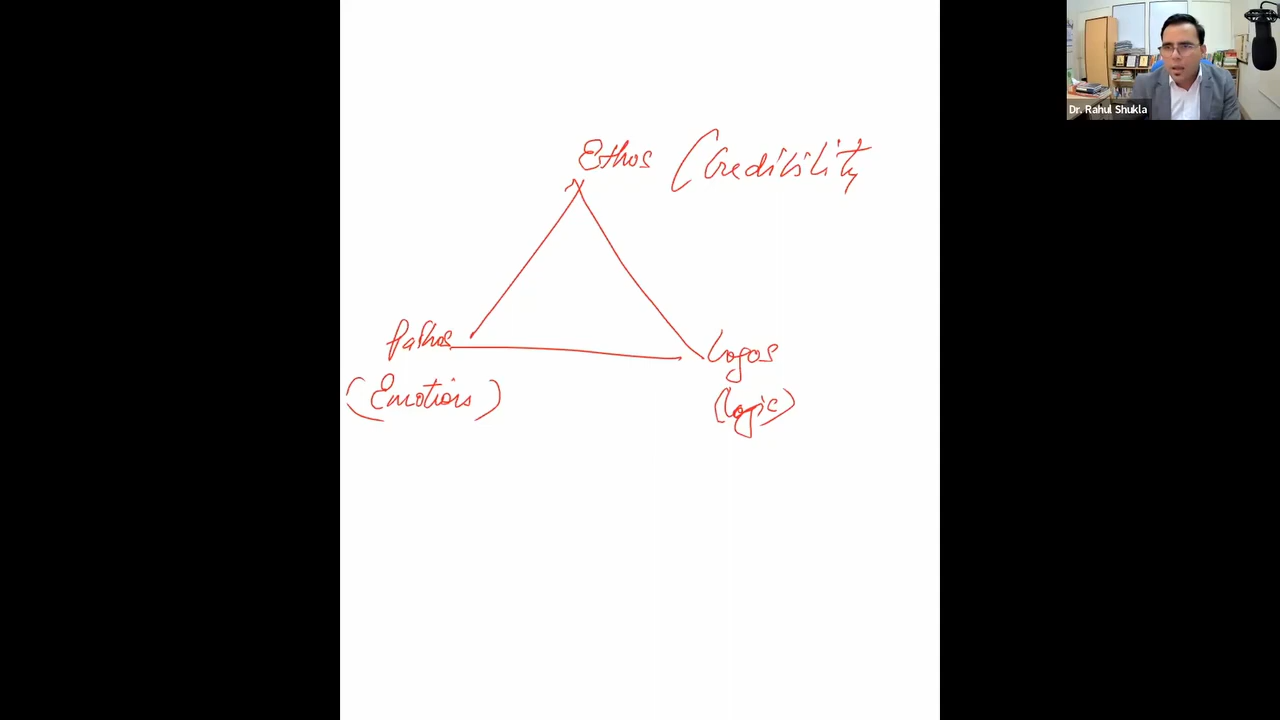 Dr. Rahul Shukla
Ethos (Credibility
Pathos
Logos
(Emotions)
(Logic)